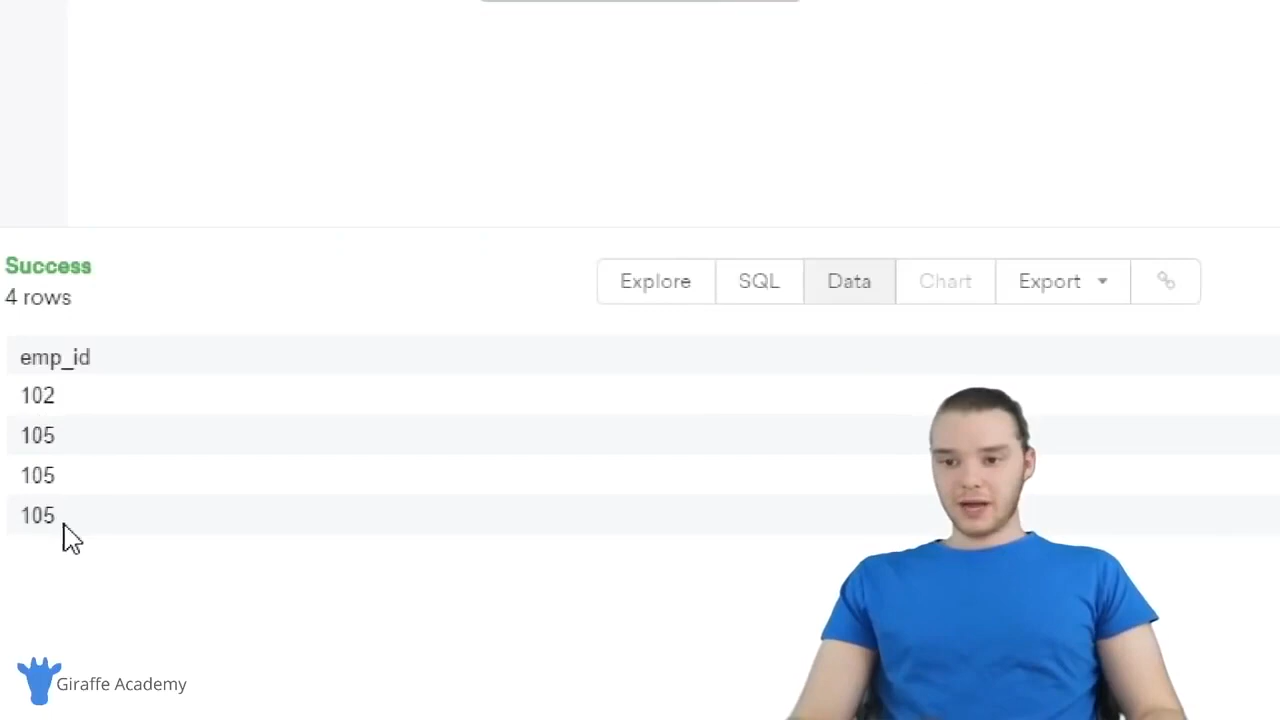 Success
4 rows
Explore SQL Data Chart Export
emp_id
102
105
105
105
Giraffe Academy